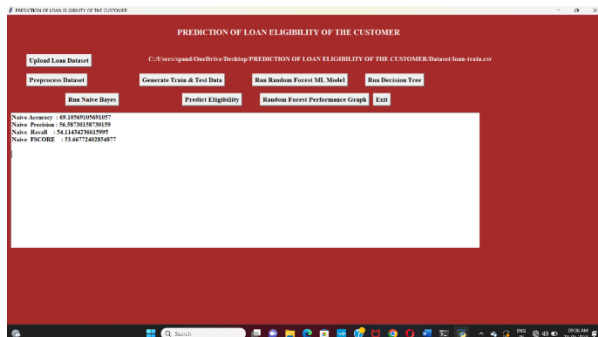 PREDICTION OF LOAN ELIGIBILITY OF THE CUSTOMER
PREDICTION OF LOAN ELIGIBILITY OF THE CUSTOMER
Upload Loan Dataset
C:/Users/spand/OneDrive/Desktop/PREDICTION OF LOAN ELIGIBILITY OF THE CUSTOMER/Dataset/loan-train.csv
Preprocess Dataset
Generate Train & Test Data
Run Random Forest ML Model
Run Decision Tree
Run Naive Bayes
Predict Eligibility
Random Forest Performance Graph
Exit
Naive Accuracy : 69.10569105691057
Naive Precision : 56.58730158730159
Naive Recall : 54.11434236615995
Naive FSCORE : 53.66772402854877
Search
ENG
IN